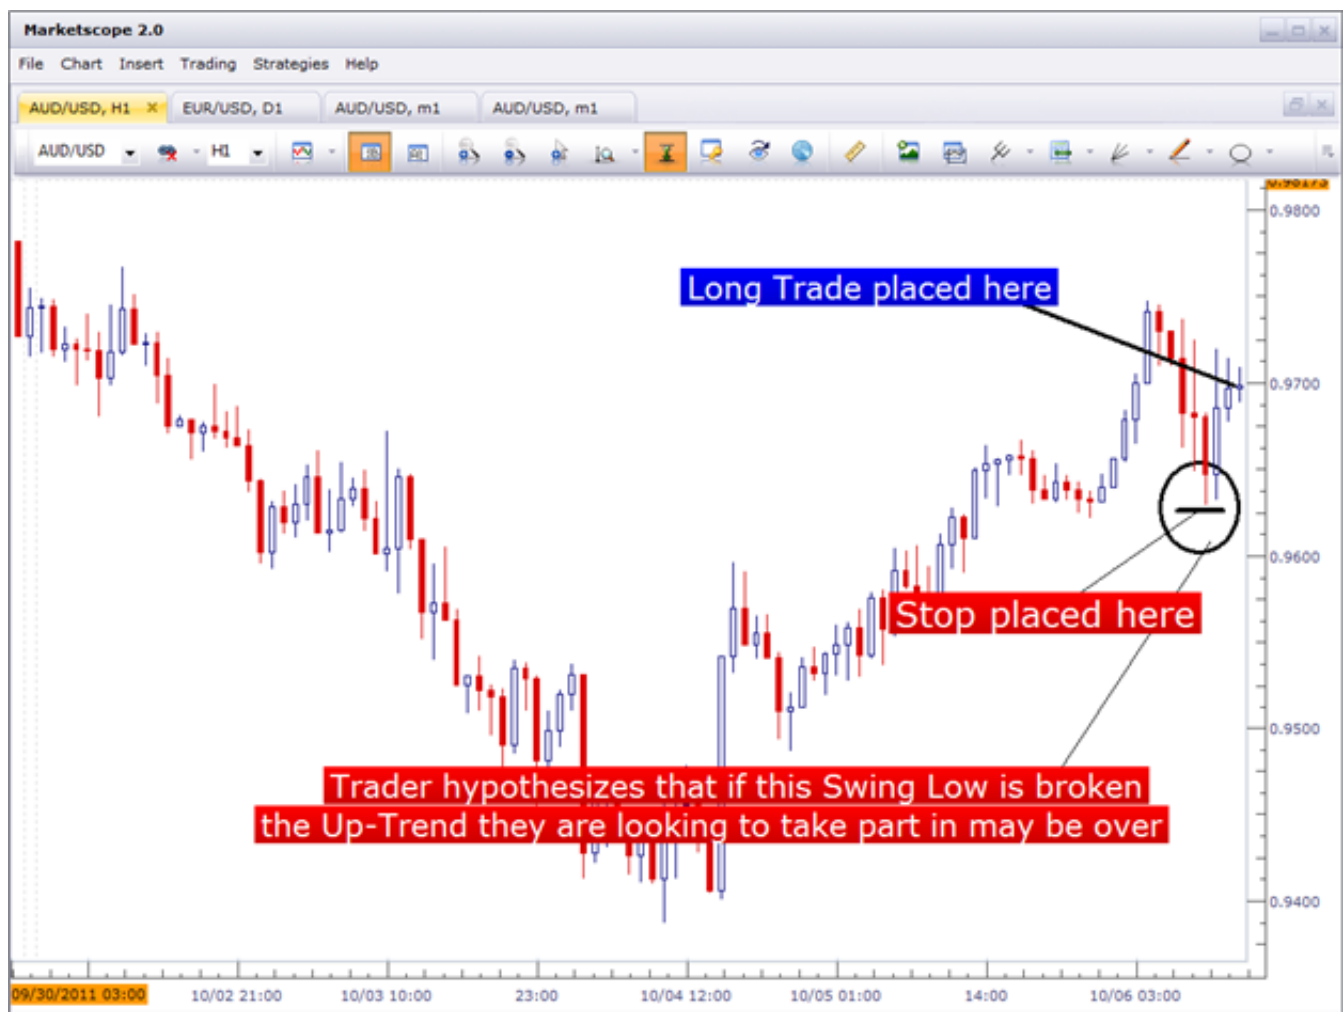 Marketscope 2.0
File Chart Insert Trading Strategies Help
AUD/USD, H1 EUR/USD, D1 AUD/USD, m1 AUD/USD, m1
AUD/USD H1
0.98173
0.9800
Long Trade placed here
0.9700
0.9600
Stop placed here
0.9500
Trader hypothesizes that if this Swing Low is broken
the Up-Trend they are looking to take part in may be over
0.9400
09/30/2011 03:00 10/02 21:00 10/03 10:00 23:00 10/04 12:00 10/05 01:00 14:00 10/06 03:00